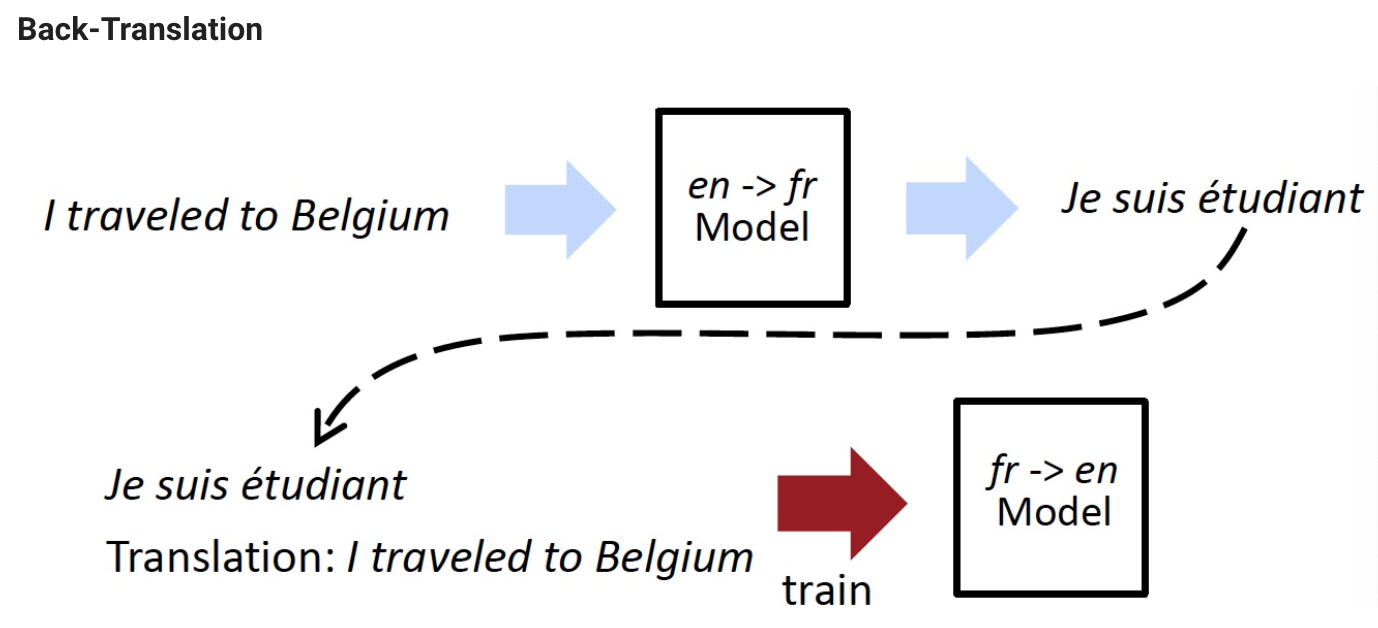 Back-Translation
I traveled to Belgium
en -> fr
Model
Je suis étudiant
Je suis étudiant
Translation: I traveled to Belgium
train
fr -> en
Model